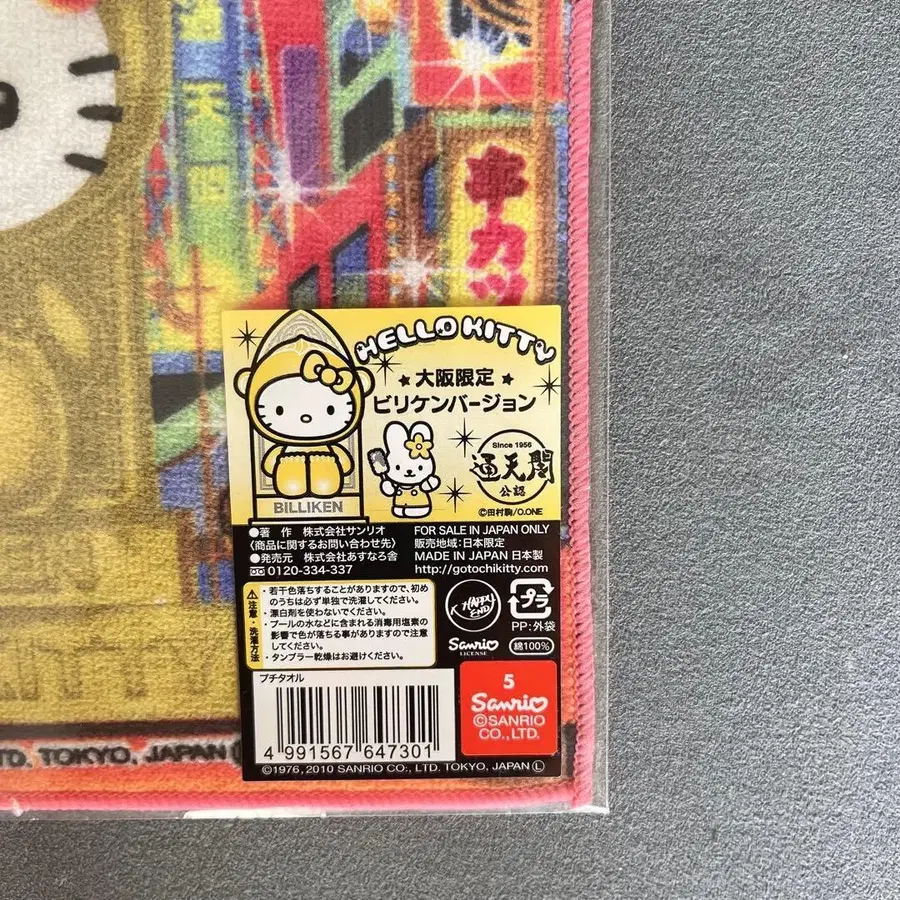 天
串カツ
HELLO KITTY
大阪限定
ビリケンバージョン
Since 1956
通天閣
公認
BILLIKEN
©田村駒/O.ONE
●著 作 株式会社サンリオ
〈商品に関するお問い合わせ先〉
●発売元 株式会社あすなろ舎
0120-334-337
FOR SALE IN JAPAN ONLY
販売地域:日本限定
MADE IN JAPAN 日本製
http://gotochikitty.com
注意・洗濯方法
・若干色落ちすることがありますので、初め
のうちは必ず単独で洗濯してください。
・漂白剤を使わないでください。
・プールの水などに含まれる消毒用塩素の
影響で色が落ちる事がありますので注意
してください。
・タンブラー乾燥はお避けください。
HAPPY
END
プラ
PP:外袋
Sanrio
LICENSE
綿100%
プチタオル
4 991567 647301
5
Sanrio
©SANRIO
CO., LTD.
©1976, 2010 SANRIO CO., LTD. TOKYO, JAPAN Ⓛ
TD. TOKYO, JAPAN